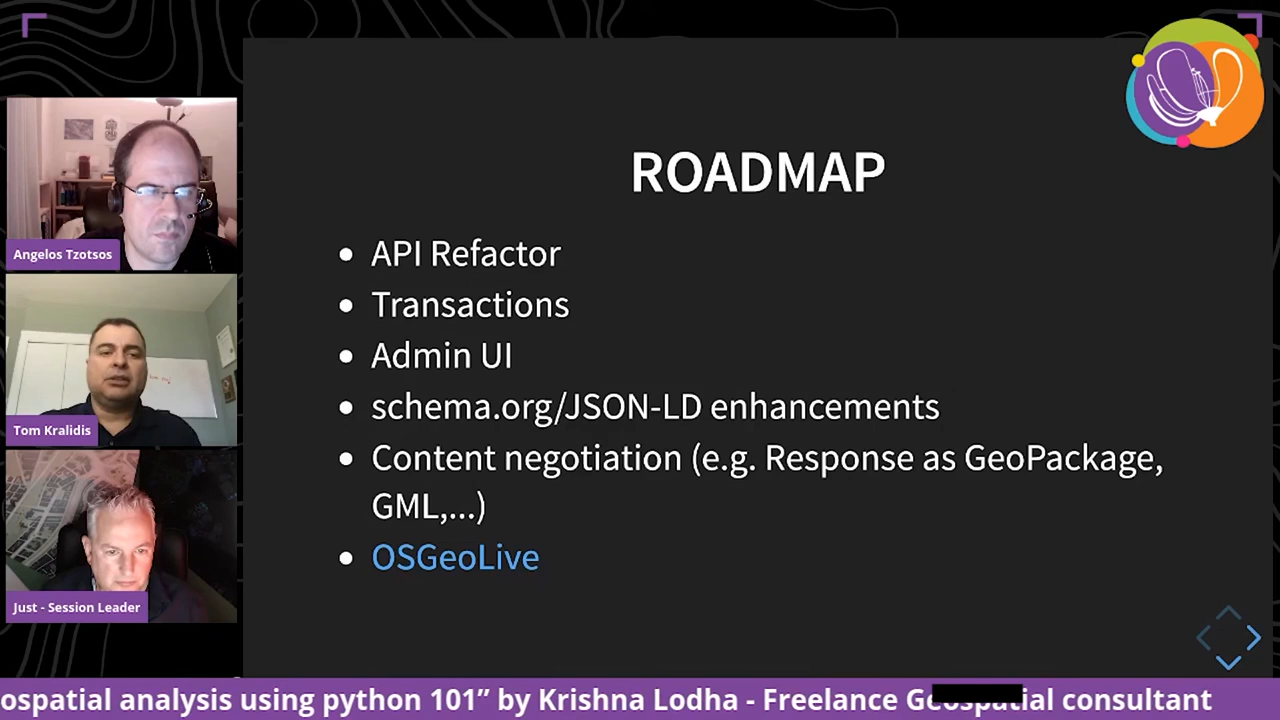 ROADMAP
API Refactor
Transactions
Admin UI
schema.org/JSON-LD enhancements
Content negotiation (e.g. Response as GeoPackage,
GML,...)
OSGeoLive
Angelos Tzotsos
Tom Kralidis
Just - Session Leader
ospatial analysis using python 101” by Krishna Lodha - Freelance consultant